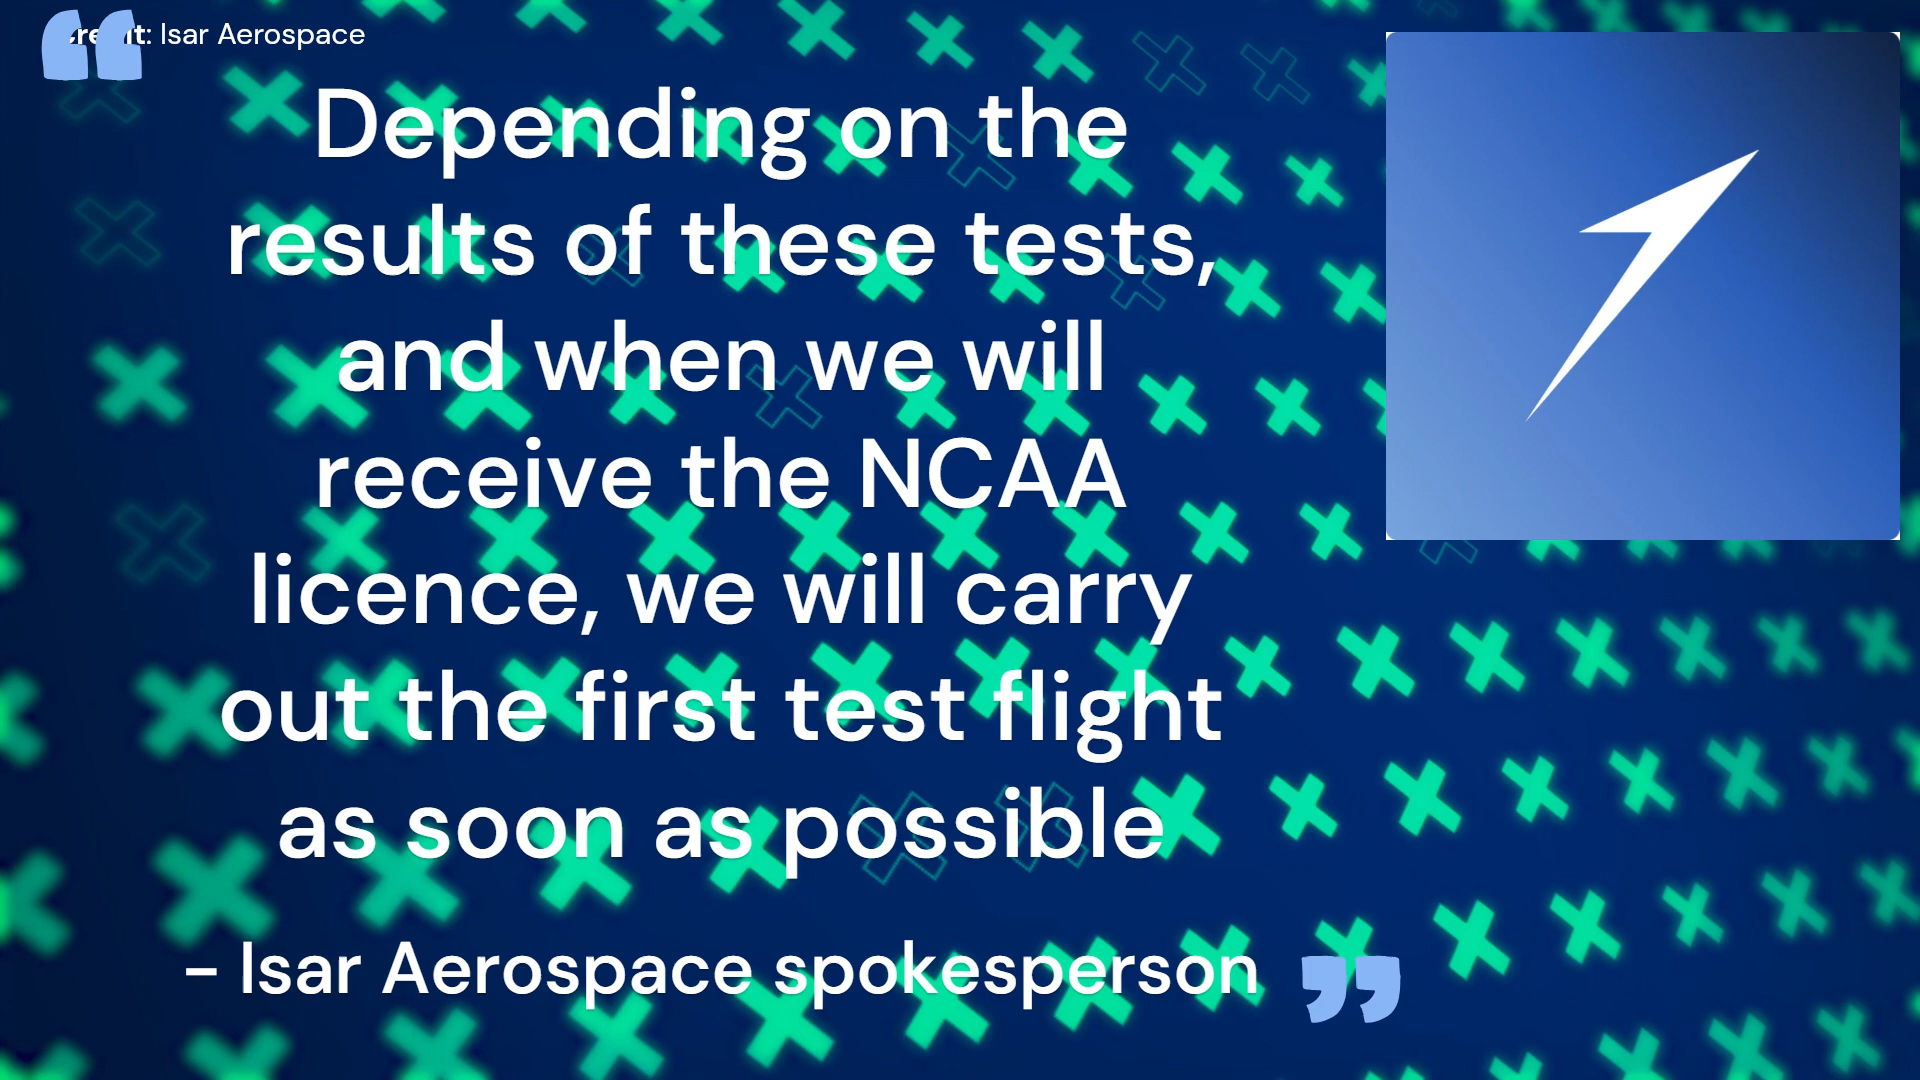 Credit: Isar Aerospace
Depending on the
results of these tests,
and when we will
receive the NCAA
licence, we will carry
out the first test flight
as soon as possible
- Isar Aerospace spokesperson